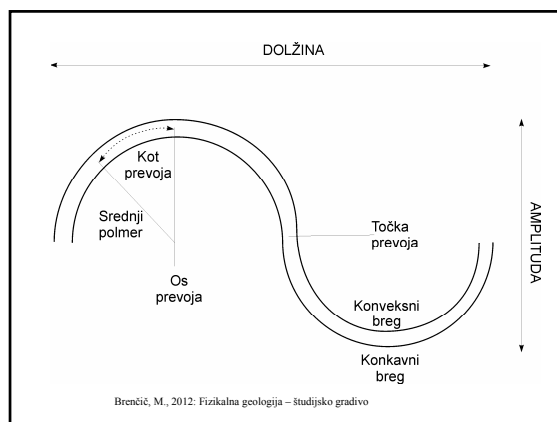 DOLŽINA
Kot
prevoja
Srednji
polmer
Točka
prevoja
AMPLITUDA
Os
prevoja
Konveksni
breg
Konkavni
breg
Brenčič, M., 2012: Fizikalna geologija – študijsko gradivo